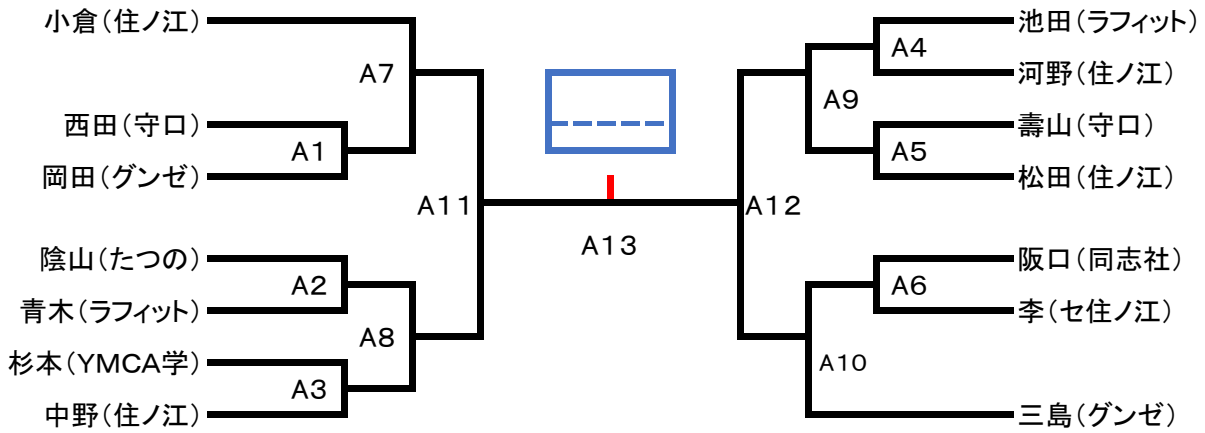 小倉（住ノ江）
A7
西田（守口）
A1
岡田（グンゼ）
A11
陰山（たつの）
A2
青木（ラフィット）
A8
杉本（YMCA学）
A3
中野（住ノ江）
A13
池田（ラフィット）
A4
河野（住ノ江）
A9
壽山（守口）
A5
松田（住ノ江）
A12
阪口（同志社）
A6
李（セ住ノ江）
A10
三島（グンゼ）